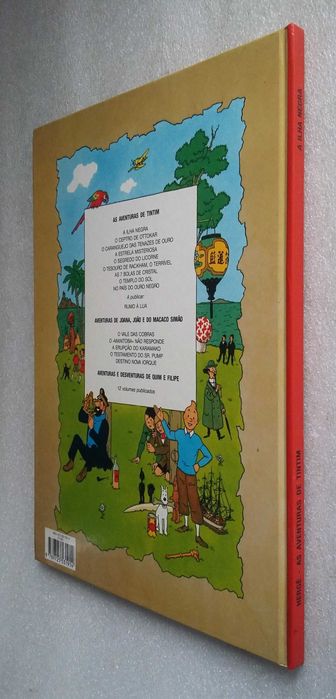 AS AVENTURAS DE TINTIM
A ILHA NEGRA
O CEPTRO DE OTTOKAR
O CARANGUEJO DAS TENAZES DE OURO
A ESTRELA MISTERIOSA
O SEGREDO DO LICORNE
O TESOURO DE RACKHAM, O TERRÍVEL
AS 7 BOLAS DE CRISTAL
O TEMPLO DO SOL
NO PAÍS DO OURO NEGRO
A publicar:
RUMO À LUA
AVENTURAS DE JOANA, JOÃO E DO MACACO SIMÃO
O VALE DAS COBRAS
O «MANITOBA» NÃO RESPONDE
A ERUPÇÃO DO KARAMAKO
O TESTAMENTO DO SR. PUMP
DESTINO NOVA IORQUE
AVENTURAS E DESVENTURAS DE QUIM E FILIPE
12 volumes publicados
HERGÉ - AS AVENTURAS DE TINTIM
A ILHA NEGRA